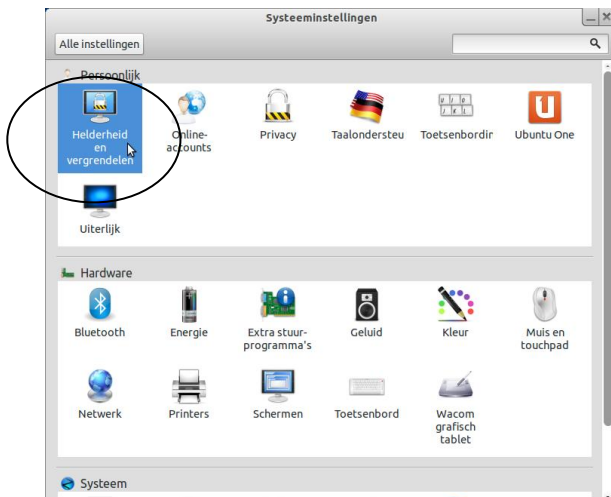 Systeeminstellingen
Alle instellingen
Persoonlijk
Helderheid
en
vergrendelen
Online-
accounts
Privacy
Taalondersteu
Toetsenbordir
Ubuntu One
Uiterlijk
Hardware
Bluetooth
Energie
Extra stuur-
programma's
Geluid
Kleur
Muis en
touchpad
Netwerk
Printers
Schermen
Toetsenbord
Wacom
grafisch
tablet
Systeem